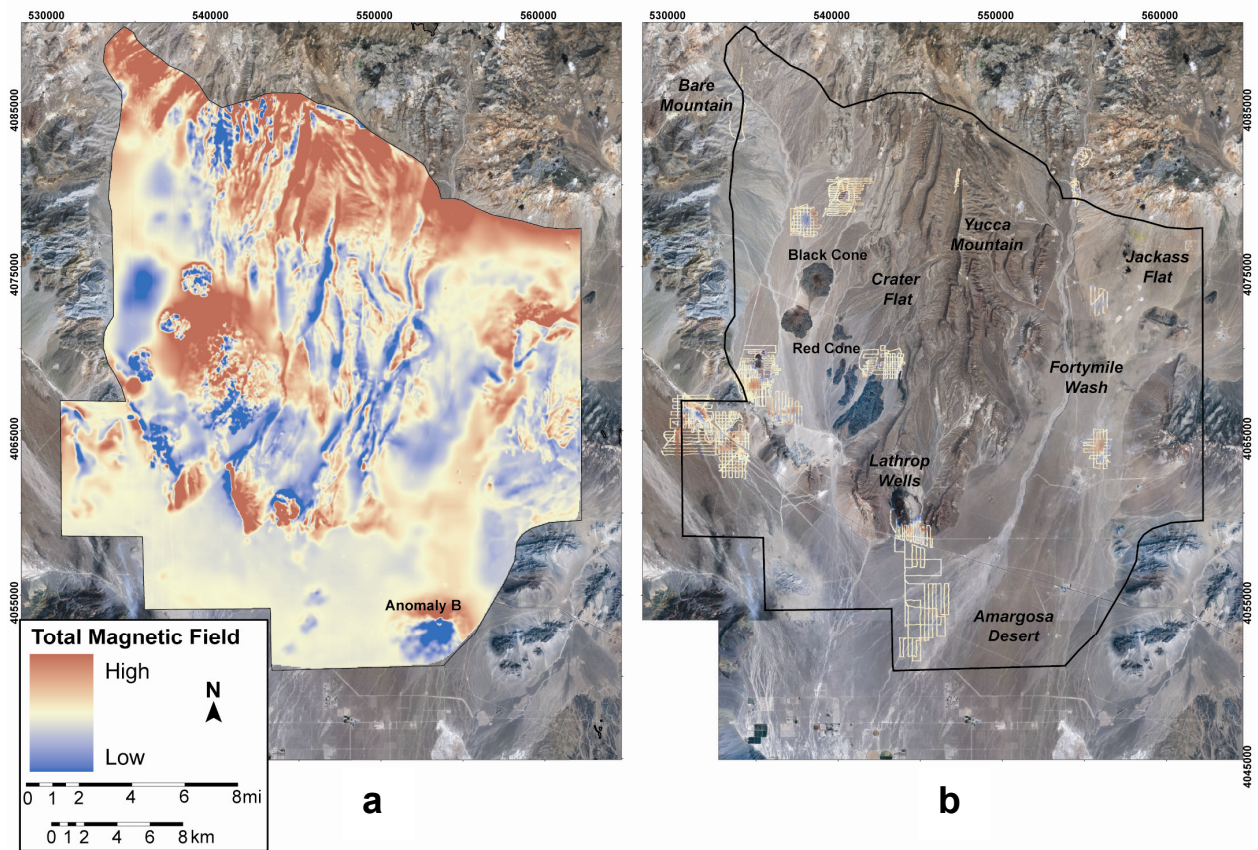 530000 540000 550000 560000
530000 540000 550000 560000
4085000
4075000
4065000
4055000
Anomaly B
Total Magnetic Field
High
Low
N
0 1 2 4 6 8 mi
0 1 2 4 6 8 km
a
Bare
Mountain
Yucca
Mountain
Black Cone
Jackass
Flat
Crater
Flat
Red Cone
Fortymile
Wash
Lathrop
Wells
Amargosa
Desert
4085000
4075000
4065000
4055000
4045000
b